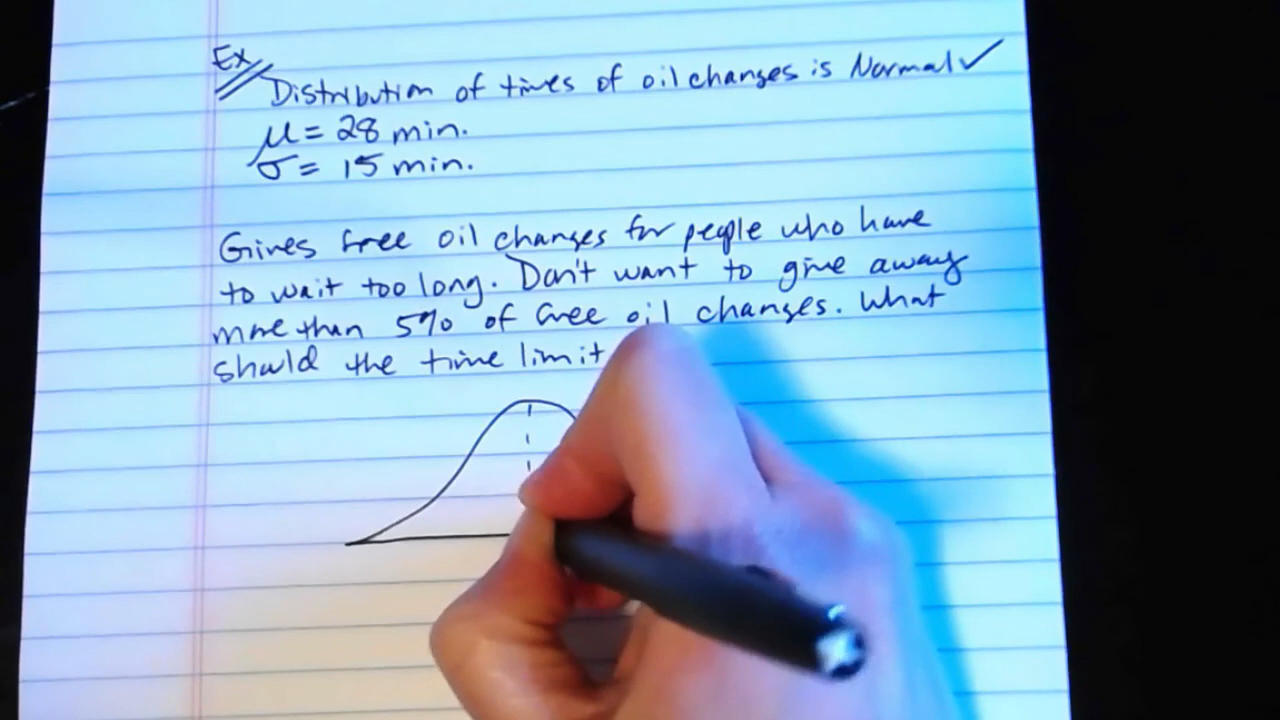 Ex
Distribution of times of oil changes is Normal✓
μ = 28 min.
σ = 15 min.
Gives free oil changes for people who have
to wait too long. Don't want to give away
more than 5% of free oil changes. What
should the time limit